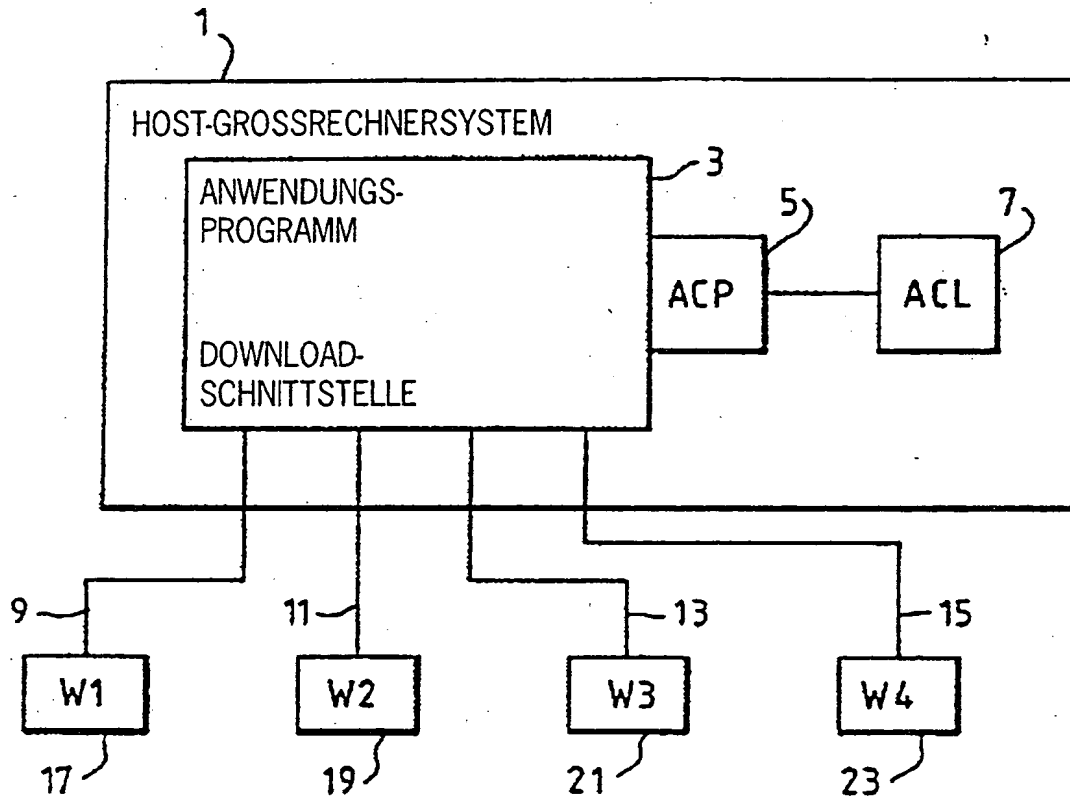 1
HOST-GROSSRECHNERSYSTEM
ANWENDUNGS-
PROGRAMM
3
5
7
ACP
ACL
DOWNLOAD-
SCHNITTSTELLE
9
11
13
15
W1
W2
W3
W4
17
19
21
23